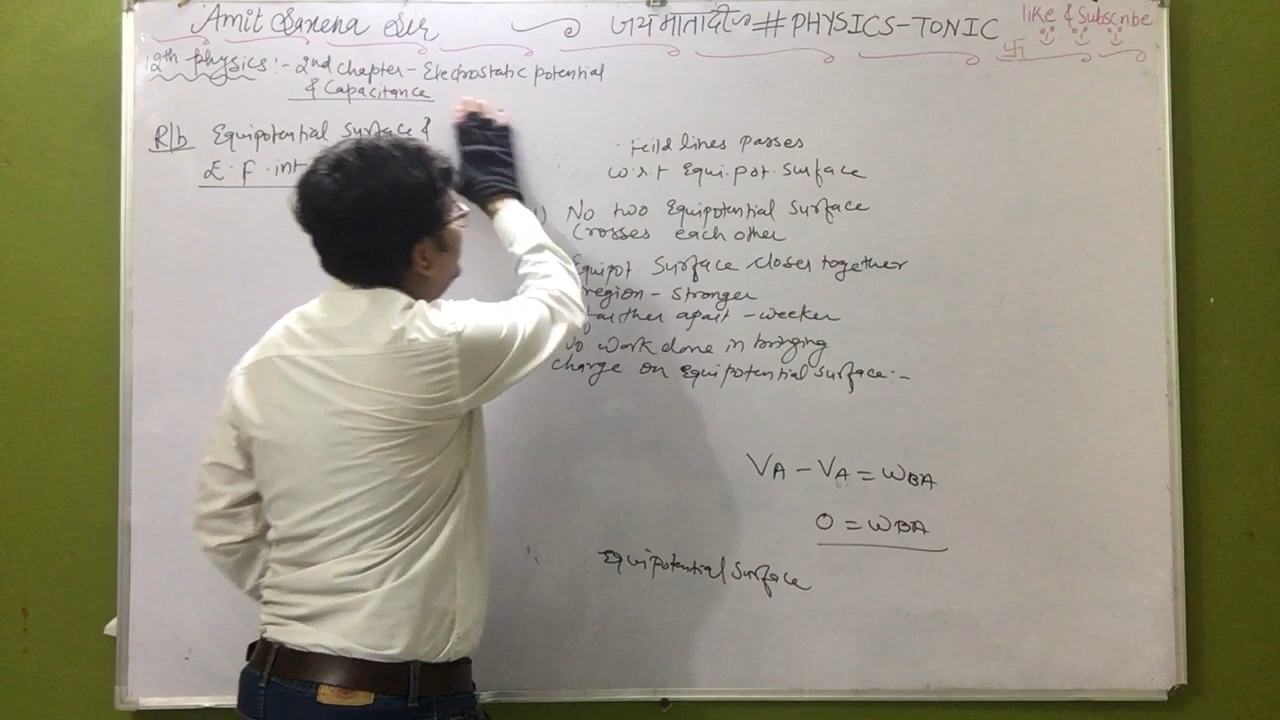 Amit Saxena Sir
जय माता दी # PHYSICS-TONIC
like & Subscribe
12th physics :- 2nd chapter - Electrostatic potential
& Capacitance
R/b Equipotential Surface &
E.F. int
Feild lines passes
w.r.t Equi.pot. Surface
No two Equipotential Surface
Crosses each other
Equipot. Surface closer together
region - stronger
farther apart - weeker
No work done in bringing
charge on Equipotential Surface :-
VA - VA = WBA
0 = WBA
Equipotential Surface